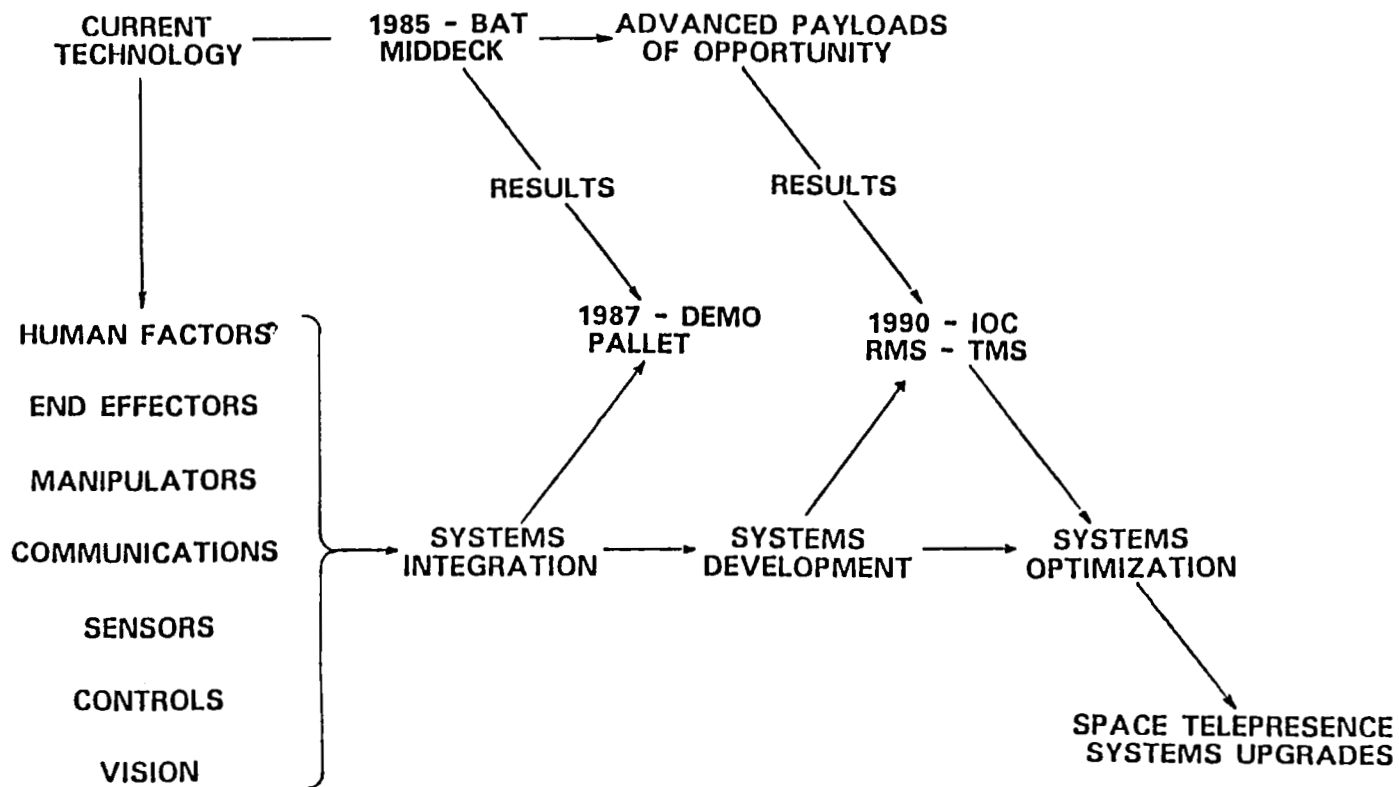 CURRENT
TECHNOLOGY
1985 - BAT
MIDDECK
ADVANCED PAYLOADS
OF OPPORTUNITY
RESULTS
RESULTS
1987 - DEMO
PALLET
1990 - IOC
RMS - TMS
HUMAN FACTORS
END EFFECTORS
MANIPULATORS
COMMUNICATIONS
SENSORS
CONTROLS
VISION
SYSTEMS
INTEGRATION
SYSTEMS
DEVELOPMENT
SYSTEMS
OPTIMIZATION
SPACE TELEPRESENCE
SYSTEMS UPGRADES